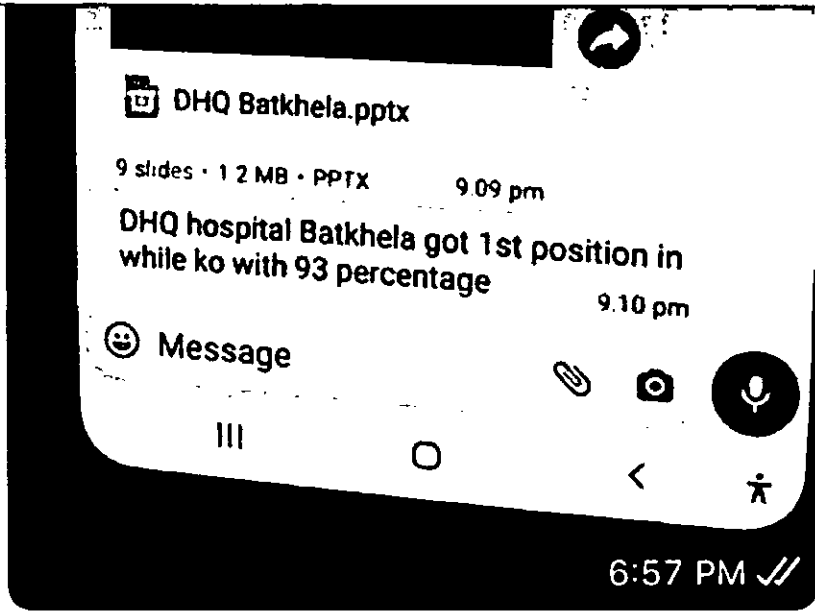 DHQ Batkhela.pptx
9 slides · 1 2 MB · PPTX 9.09 pm
DHQ hospital Batkhela got 1st position in
while ko with 93 percentage
9.10 pm
Message
6:57 PM